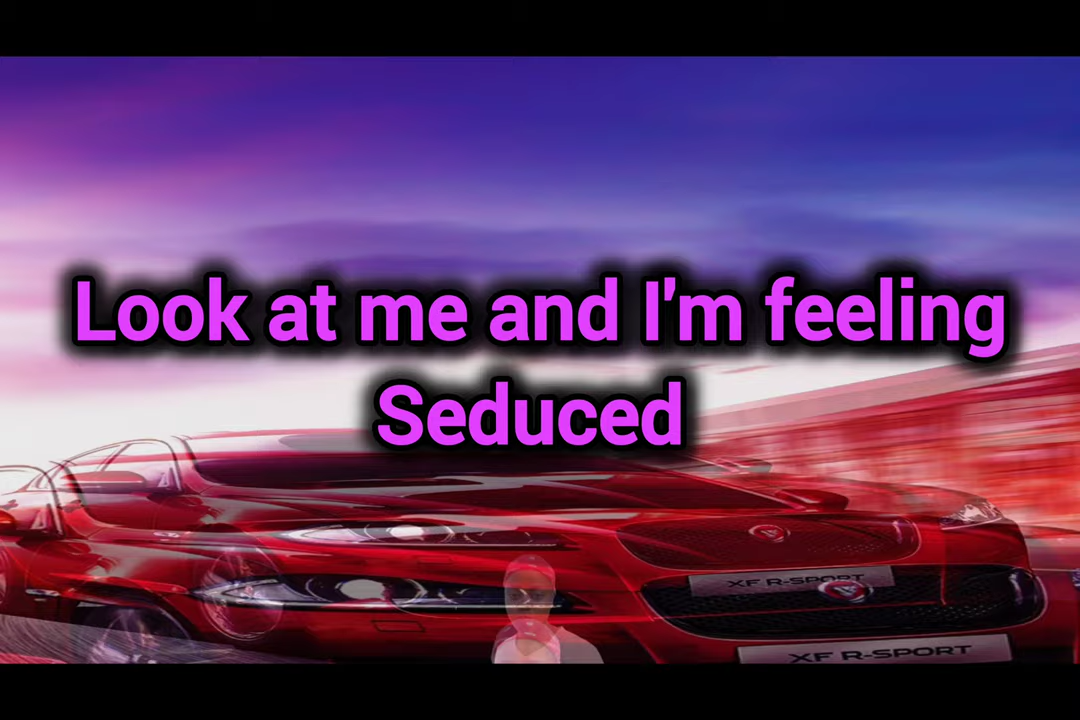 Look at me and I'm feeling
Seduced
XF R-SPORT
XF R-SPORT